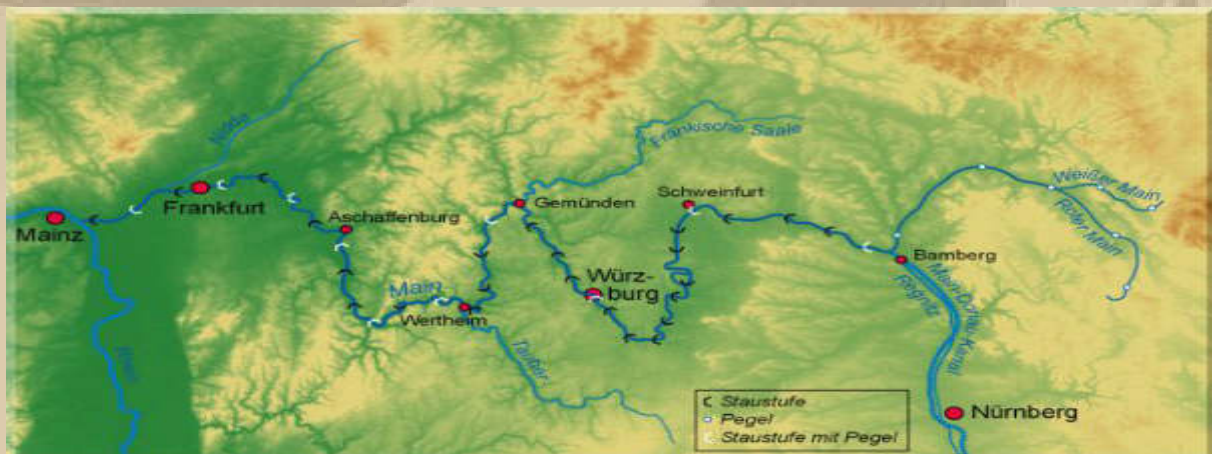 Nidda
Fränkische Saale
Weißer Main
Roter Main
Schweinfurt
Frankfurt
Gemünden
Aschaffenburg
Mainz
Bamberg
Würz-
burg
Main
Regnitz
Main-Donau-Kanal
Wertheim
Rhein
Tauber
Staustufe
Pegel
Staustufe mit Pegel
Nürnberg